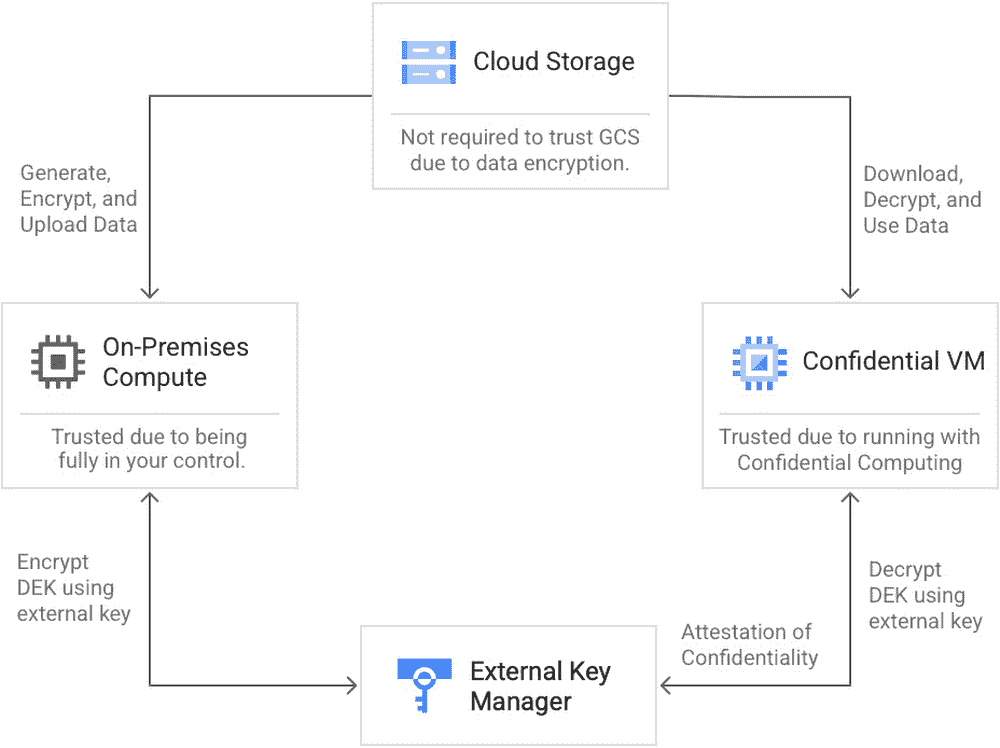 Cloud Storage
Not required to trust GCS
due to data encryption.
Generate,
Encrypt, and
Upload Data
Download,
Decrypt, and
Use Data
On-Premises
Compute
Trusted due to being
fully in your control.
Confidential VM
Trusted due to running with
Confidential Computing
Encrypt
DEK using
external key
Decrypt
DEK using
external key
Attestation of
Confidentiality
External Key
Manager